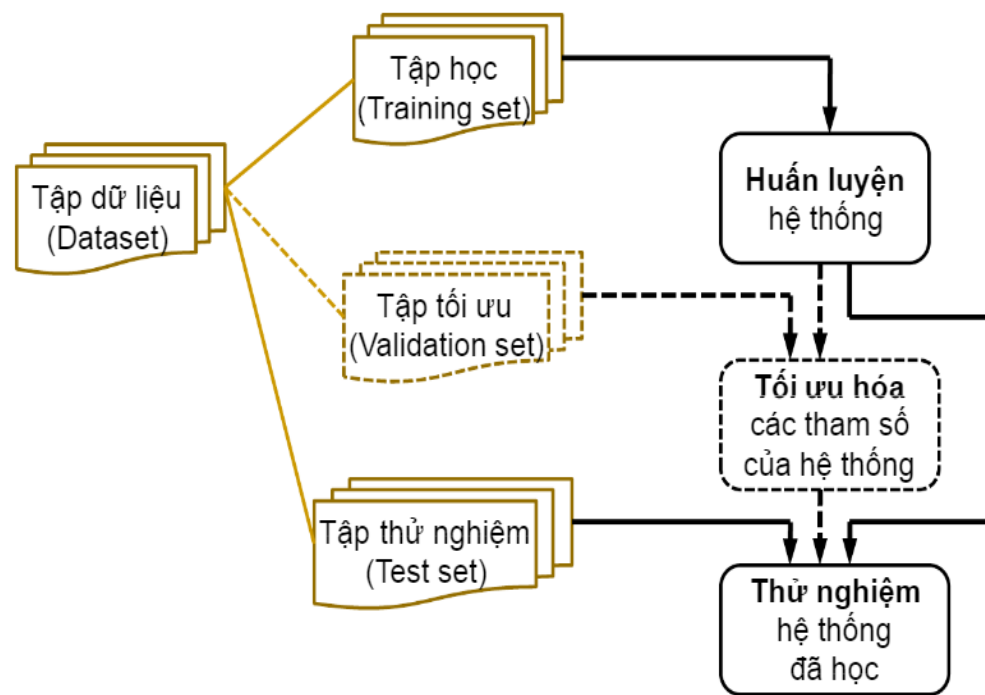 Tập học
(Training set)
Huấn luyện
hệ thống
Tập dữ liệu
(Dataset)
Tập tối ưu
(Validation set)
Tối ưu hóa
các tham số
của hệ thống
Tập thử nghiệm
(Test set)
Thử nghiệm
hệ thống
đã học